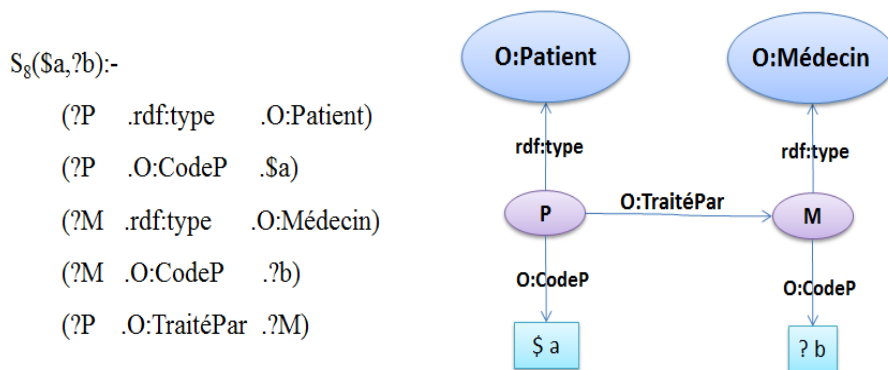 S₈($a,?b):-
(?P .rdf:type .O:Patient)
(?P .O:CodeP .$a)
(?M .rdf:type .O:Médecin)
(?M .O:CodeP .?b)
(?P .O:TraitéPar .?M)
O:Patient O:Médecin
rdf:type rdf:type
P O:TraitéPar M
O:CodeP O:CodeP
$ a ? b